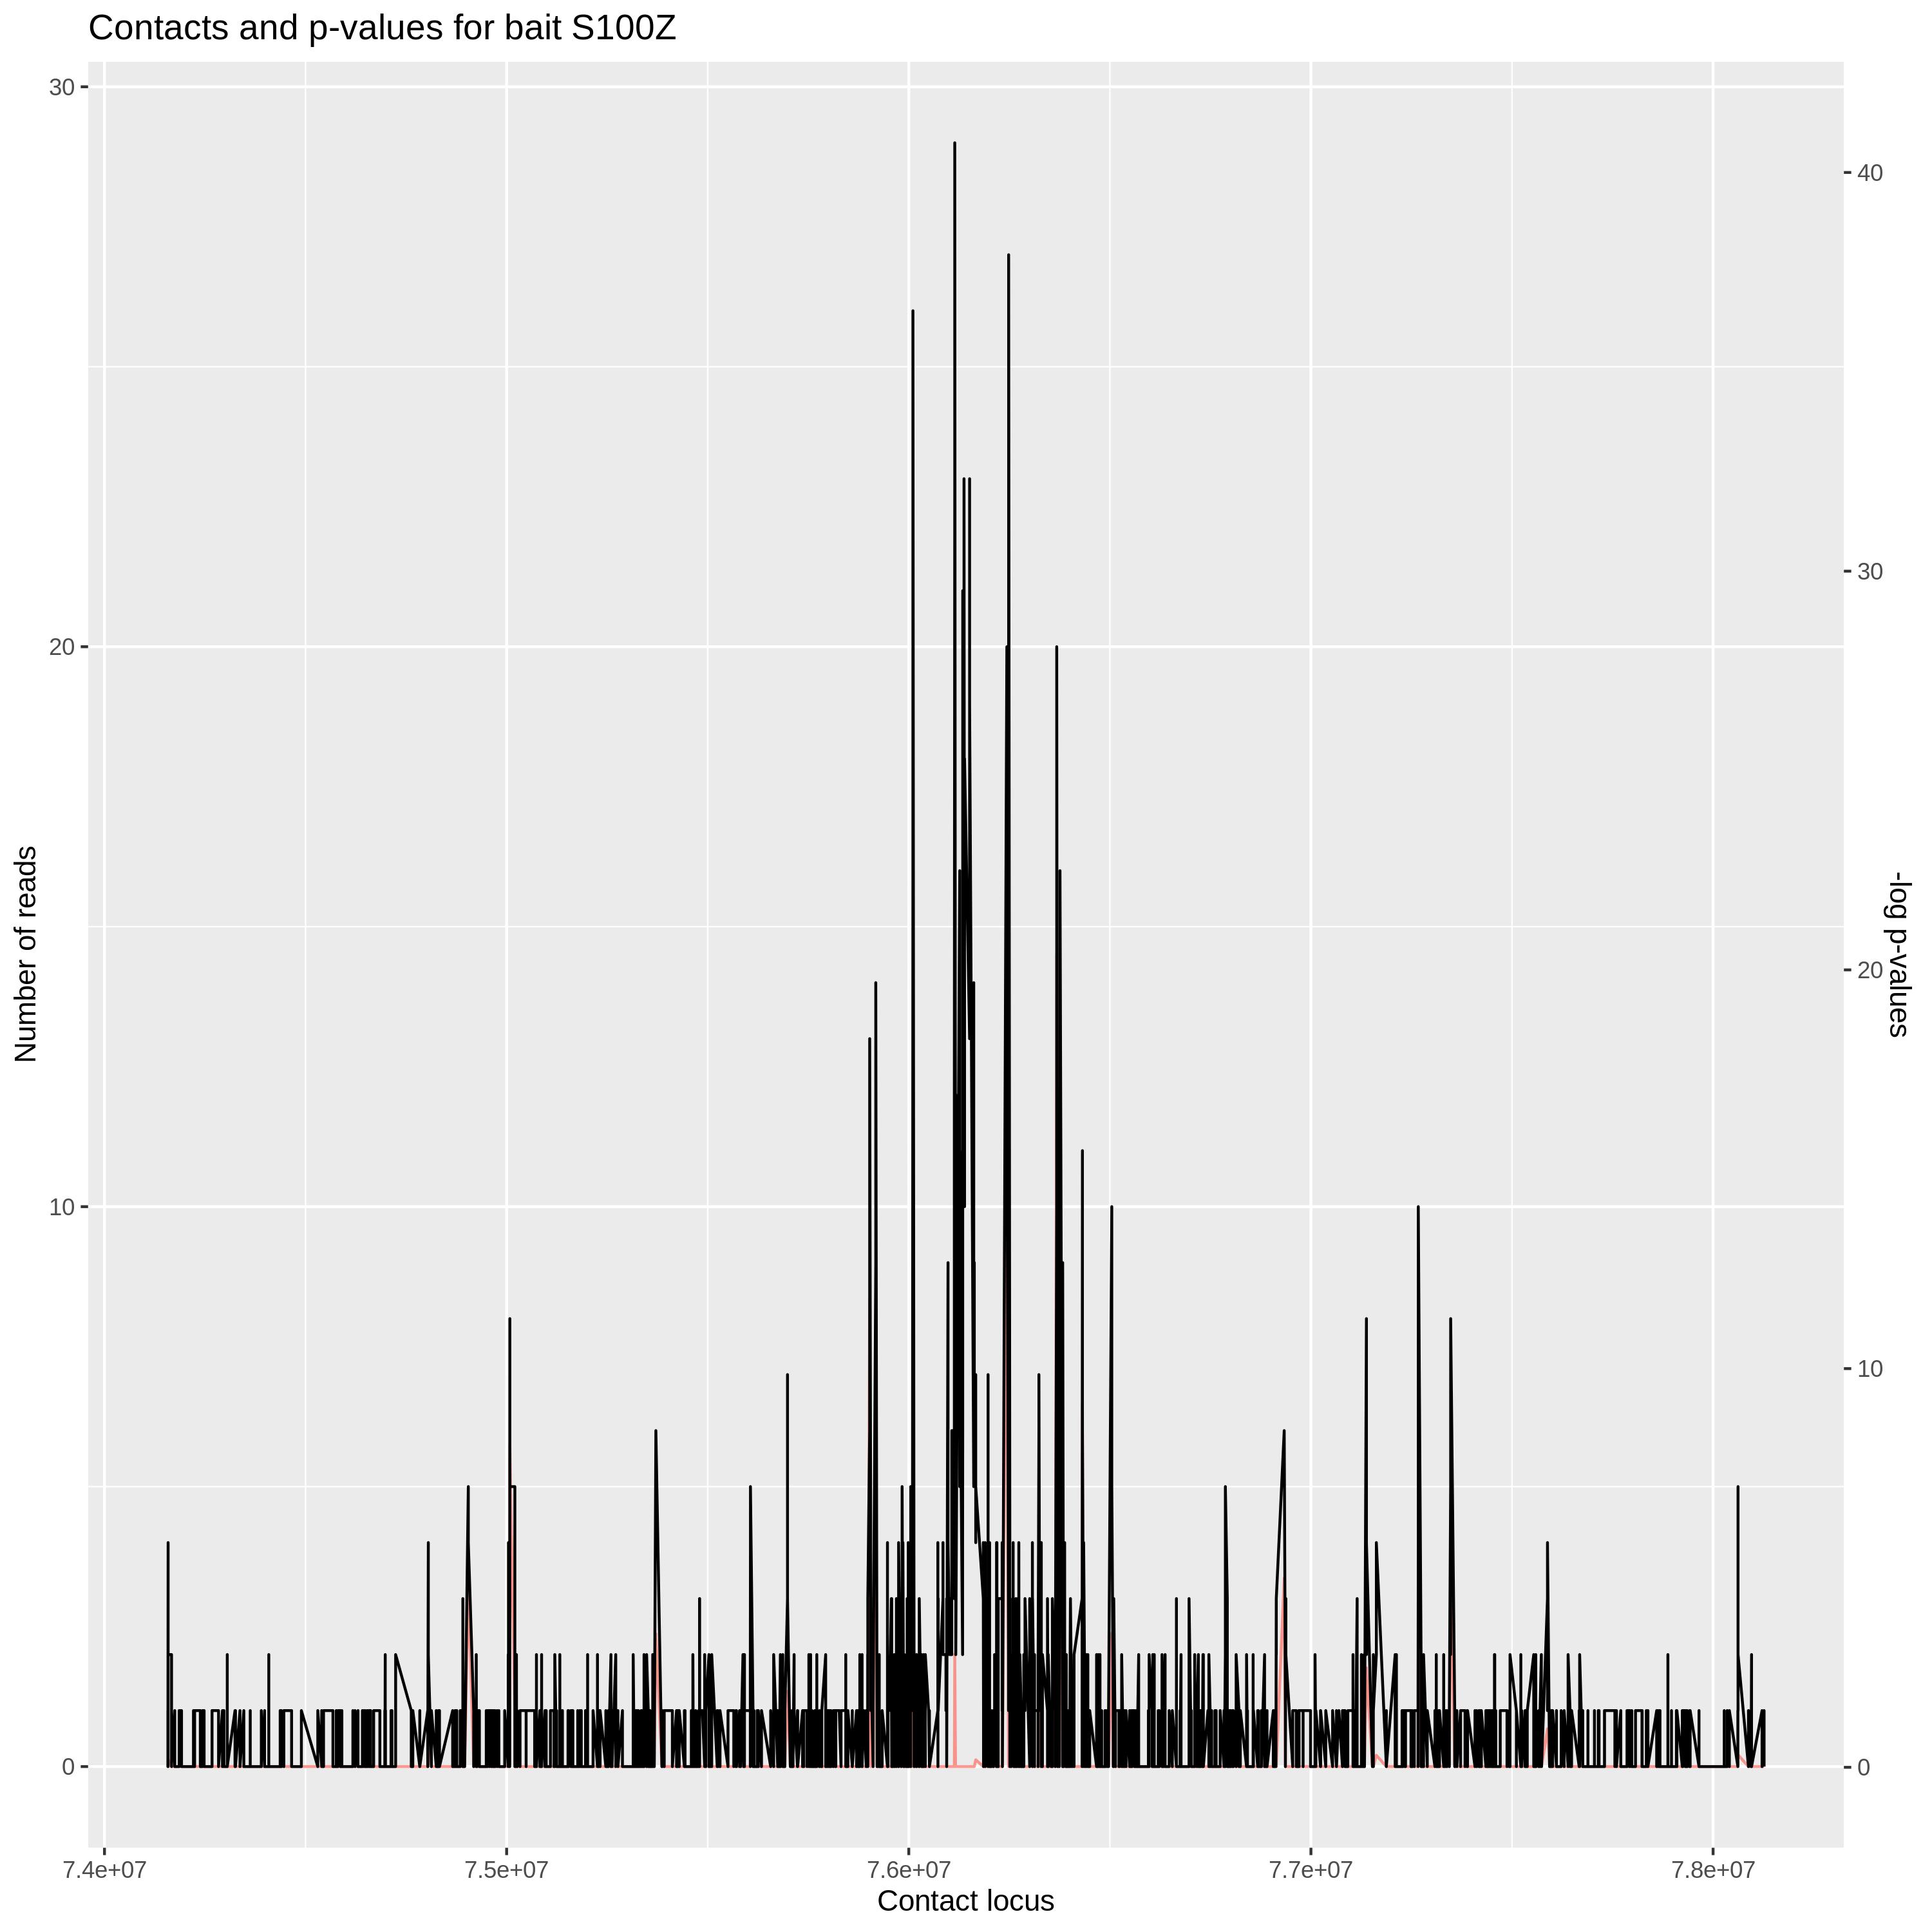 Contacts and p-values for bait S100Z
30
20
10
0
Number of reads
40
30
20
10
0
-log p-values
7.4e+07 7.5e+07 7.6e+07 7.7e+07 7.8e+07
Contact locus